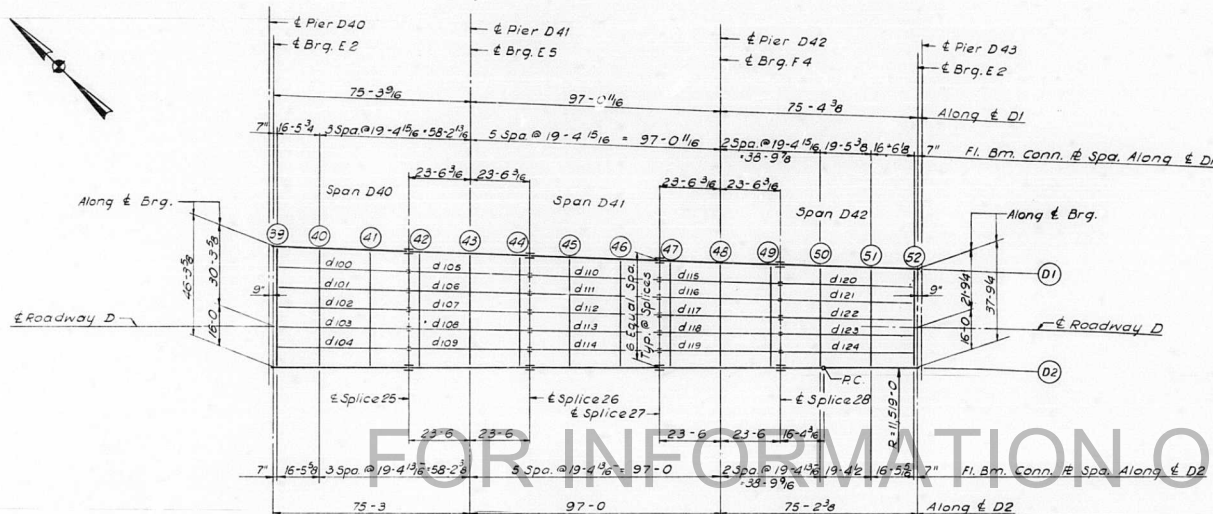 ℄ Pier D40
℄ Brg. E2
℄ Pier D41
℄ Brg. E5
℄ Pier D42
℄ Brg. F4
℄ Pier D43
℄ Brg. E2
75-3 9/16
97-0 11/16
75-4 3/8
Along ℄ D1
7"
16-5 3/4
3 Spa. @ 19-4 15/16 = 58-2 13/16
5 Spa. @ 19-4 15/16 = 97-0 11/16
2 Spa. @ 19-4 15/16
= 38-9 7/8
19-5 3/8
16-6 1/8
7"
Fl. Bm. Conn. ℙ Spa. Along ℄ D1
23-6 3/16
23-6 3/16
23-6 3/16
23-6 3/16
Span D40
Span D41
Span D42
Along ℄ Brg.
Along ℄ Brg.
39
40
41
42
43
44
45
46
47
48
49
50
51
52
D1
d100
d105
d110
d115
d120
d101
d106
d111
d116
d121
d102
d107
d112
d117
d122
d103
d108
d113
d118
d123
d104
d109
d114
d119
d124
9"
46-3 5/8
30-3 5/8
16-0
6 Equal Spa.
Typ. @ Splices
9"
16-0
21-9 1/4
37-9 1/4
℄ Roadway D
℄ Roadway D
P.C.
D2
R = 11,519-0
℄ Splice 25
℄ Splice 26
℄ Splice 27
℄ Splice 28
23-6
23-6
23-6
23-6
16-4 3/16
FOR INFORMATION O
7"
16-5 5/8
3 Spa. @ 19-4 13/16 = 58-2 3/8
5 Spa. @ 19-4 13/16 = 97-0
2 Spa. @ 19-4 13/16
= 38-9 9/16
19-4 1/2
7"
Fl. Bm. Conn. ℙ Spa. Along ℄ D2
75-3
97-0
75-2 3/8
Along ℄ D2